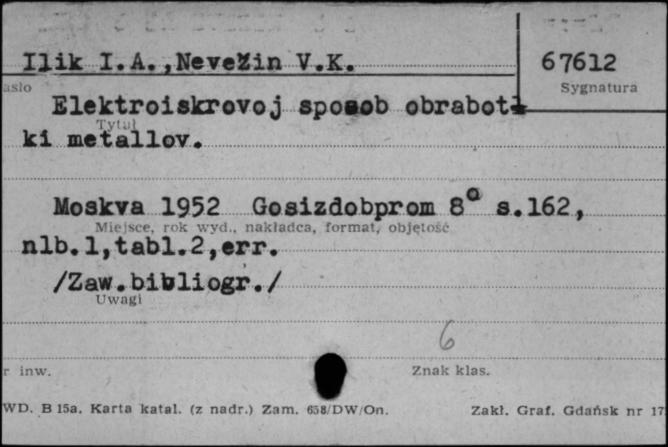 Ilik I.A.,Nevežin V.K. 67612
asło Sygnatura
Elektroiskrovoj sposob obrabot-
Tytuł
ki metallov.
Moskva 1952 Gosizdobprom 8° s.162,
Miejsce, rok wyd., nakładca, format, objętość
nlb.1,tabl.2,err.
/Zaw.bibliogr./
Uwagi
6
r inw. Znak klas.
WD. B 15a. Karta katal. (z nadr.) Zam. 658/DW/On. Zakł. Graf. Gdańsk nr 17